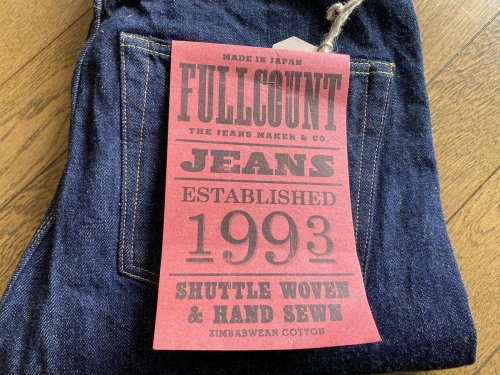 MADE IN JAPAN
FULLCOUNT
THE JEANS MAKER & CO.
JEANS
ESTABLISHED
1993
SHUTTLE WOVEN
& HAND SEWN
ZIMBABWEAN COTTON